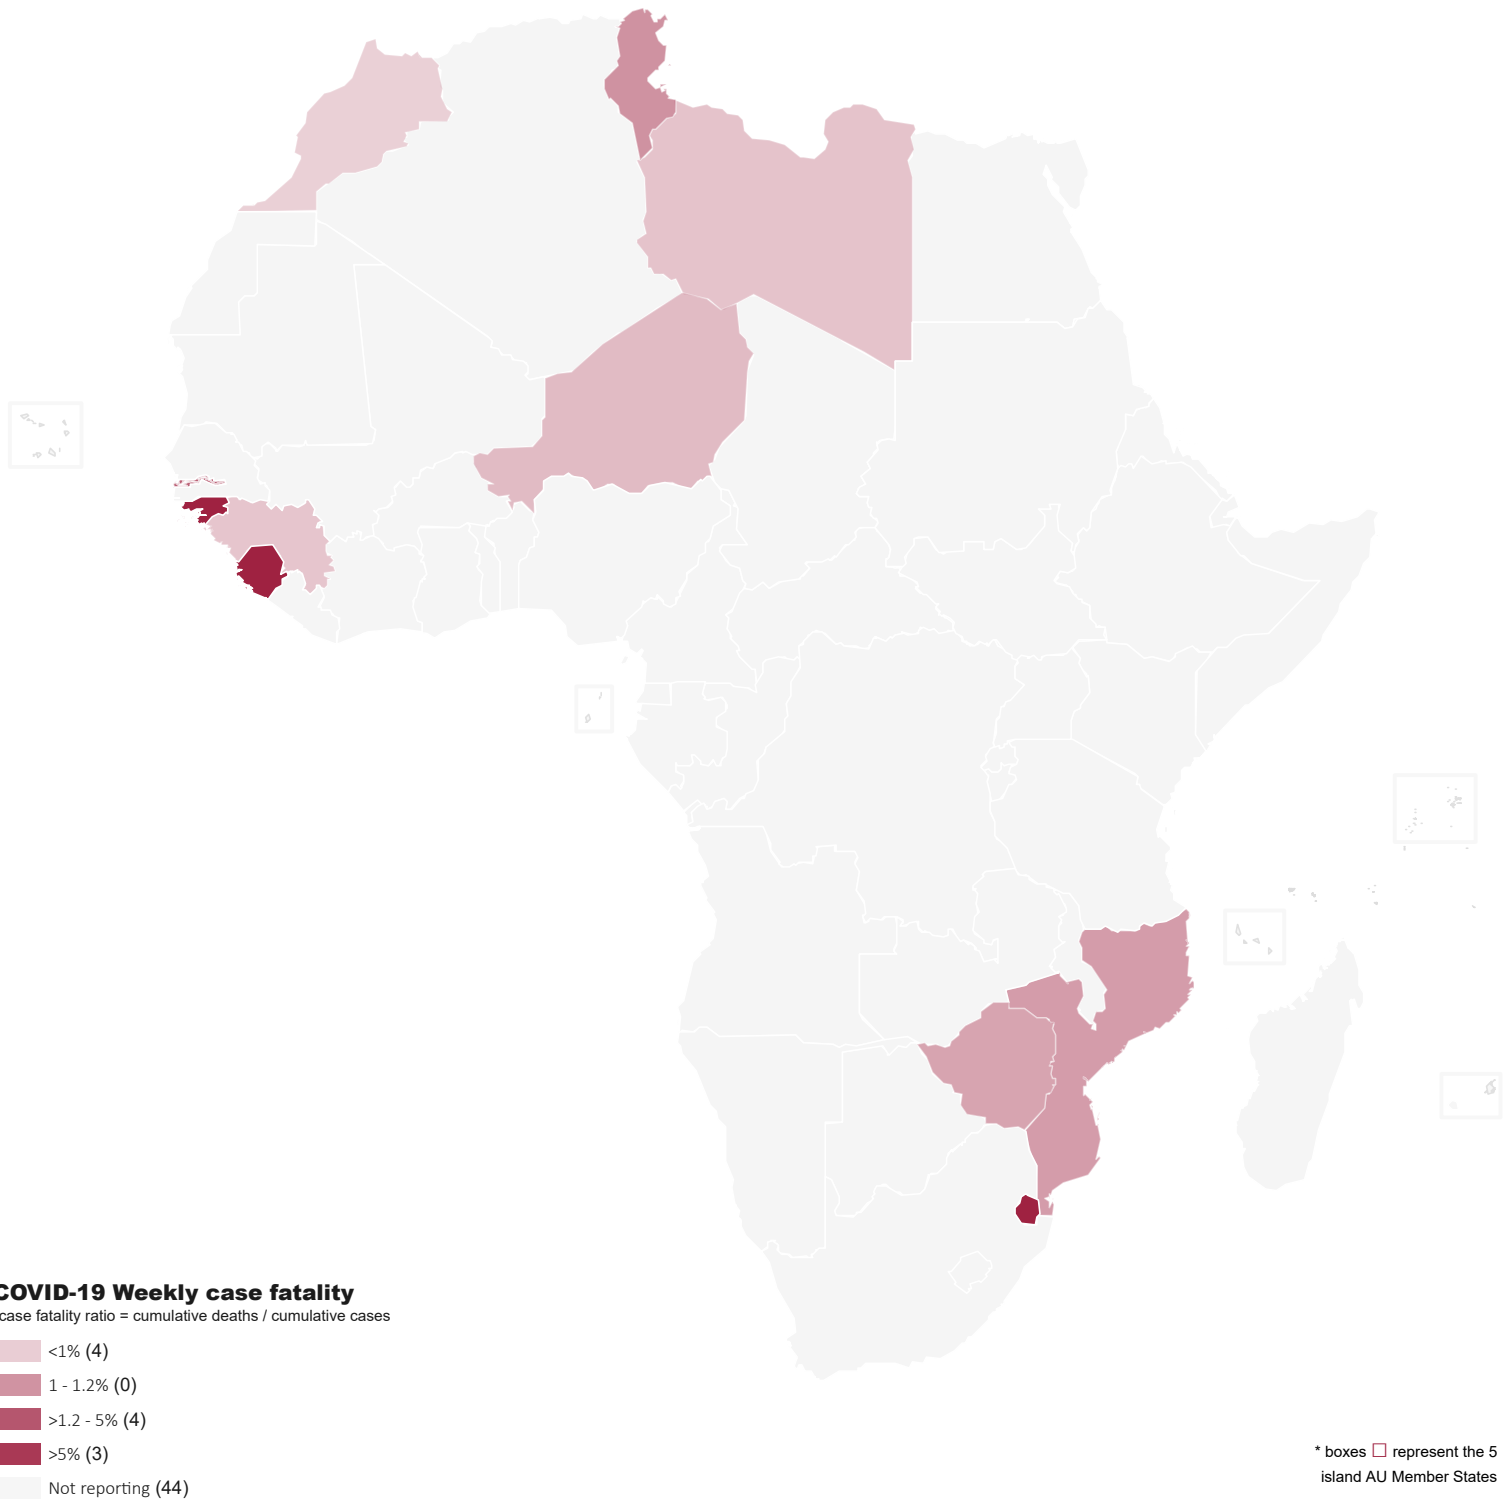 COVID-19 Weekly case fatality
case fatality ratio = cumulative deaths / cumulative cases
<1% (4)
1 - 1.2% (0)
>1.2 - 5% (4)
>5% (3)
Not reporting (44)
* boxes □ represent the 5
island AU Member States